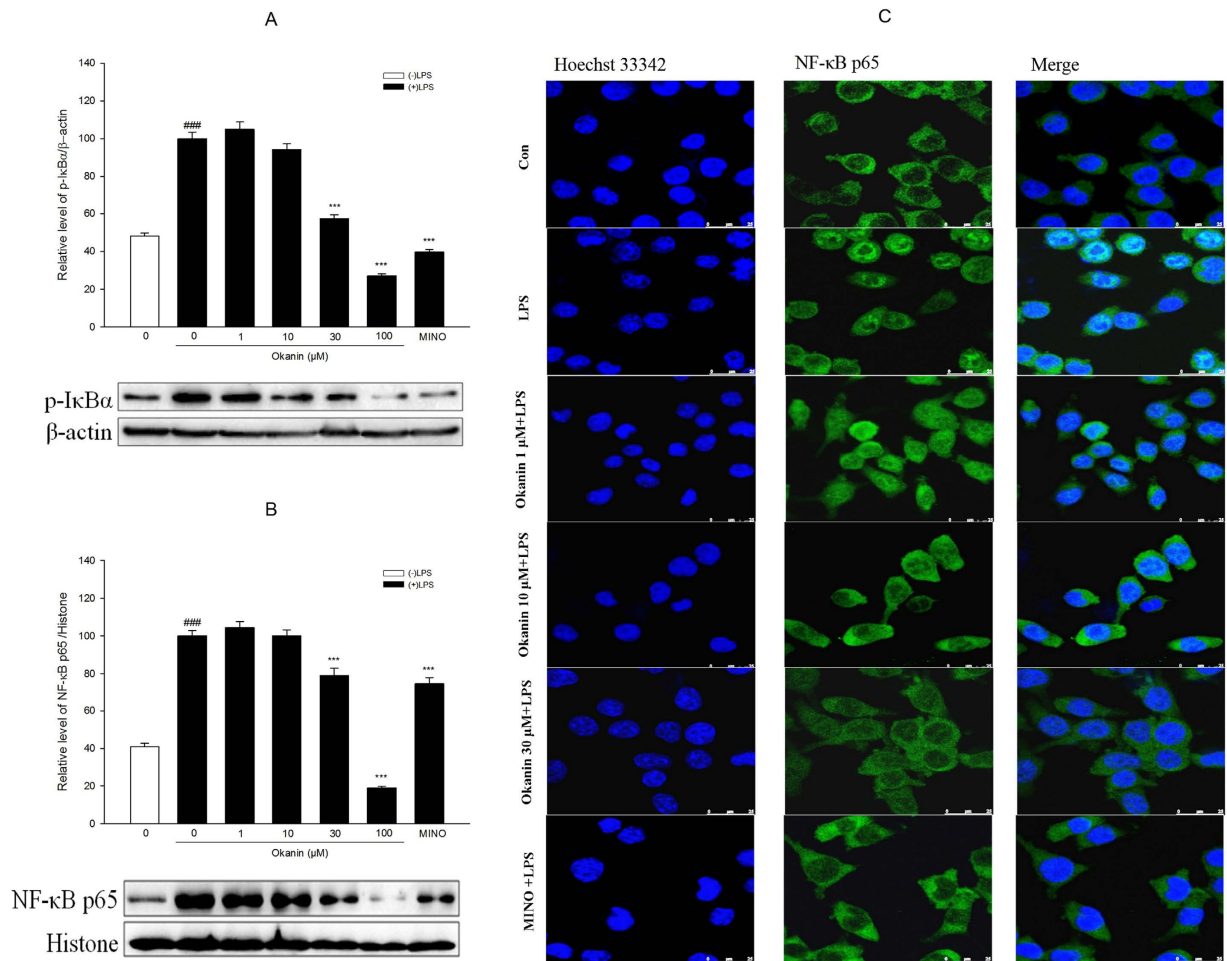 A
(-)LPS
(+)LPS
Relative level of p-IκBα/β-actin
140
120
100
80
60
40
20
0
###
***
***
***
0 0 1 10 30 100 MINO
Okanin (µM)
p-IκBα
β-actin
B
(-)LPS
(+)LPS
Relative level of NF-κB p65/Histone
140
120
100
80
60
40
20
0
###
***
***
***
0 0 1 10 30 100 MINO
Okanin (µM)
NF-κB p65
Histone
C
Hoechst 33342 NF-κB p65 Merge
Con
LPS
Okanin 1 µM+LPS
Okanin 10 µM+LPS
Okanin 30 µM+LPS
MINO +LPS